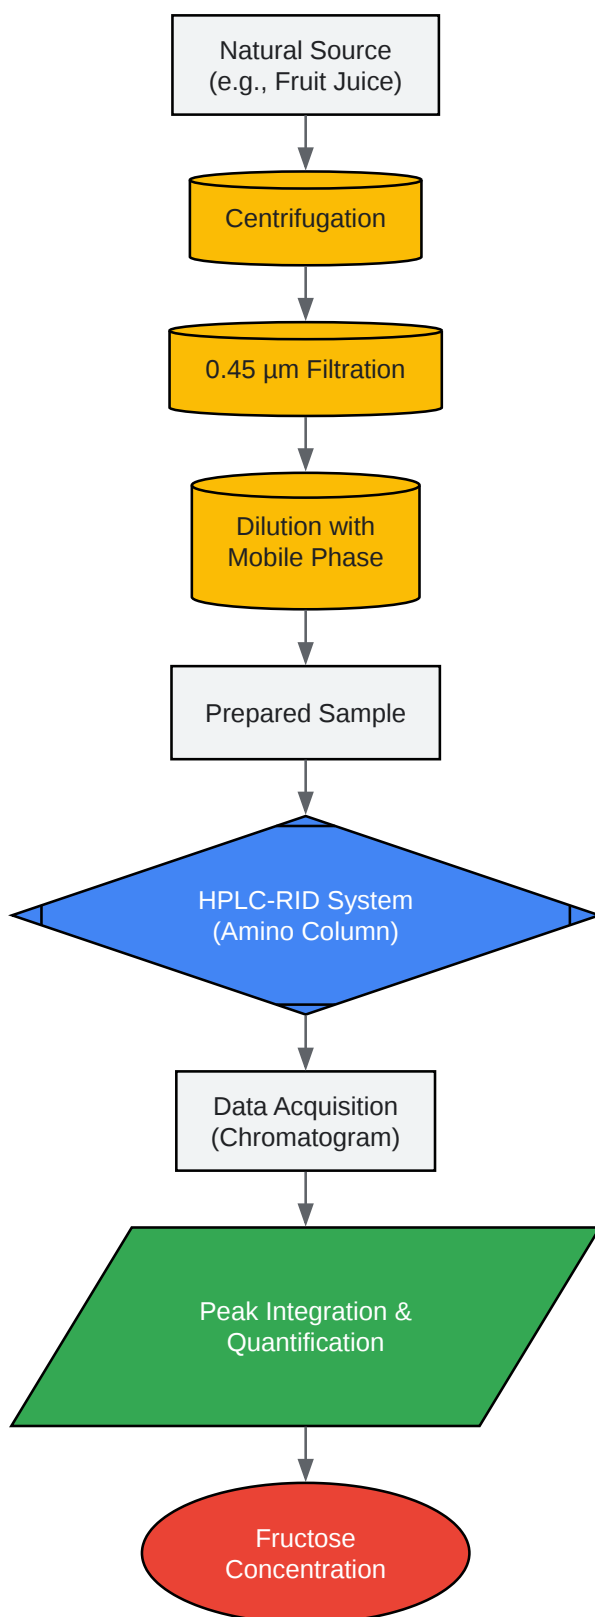 Natural Source
(e.g., Fruit Juice)
Centrifugation
0.45 µm Filtration
Dilution with
Mobile Phase
Prepared Sample
HPLC-RID System
(Amino Column)
Data Acquisition
(Chromatogram)
Peak Integration &
Quantification
Fructose
Concentration